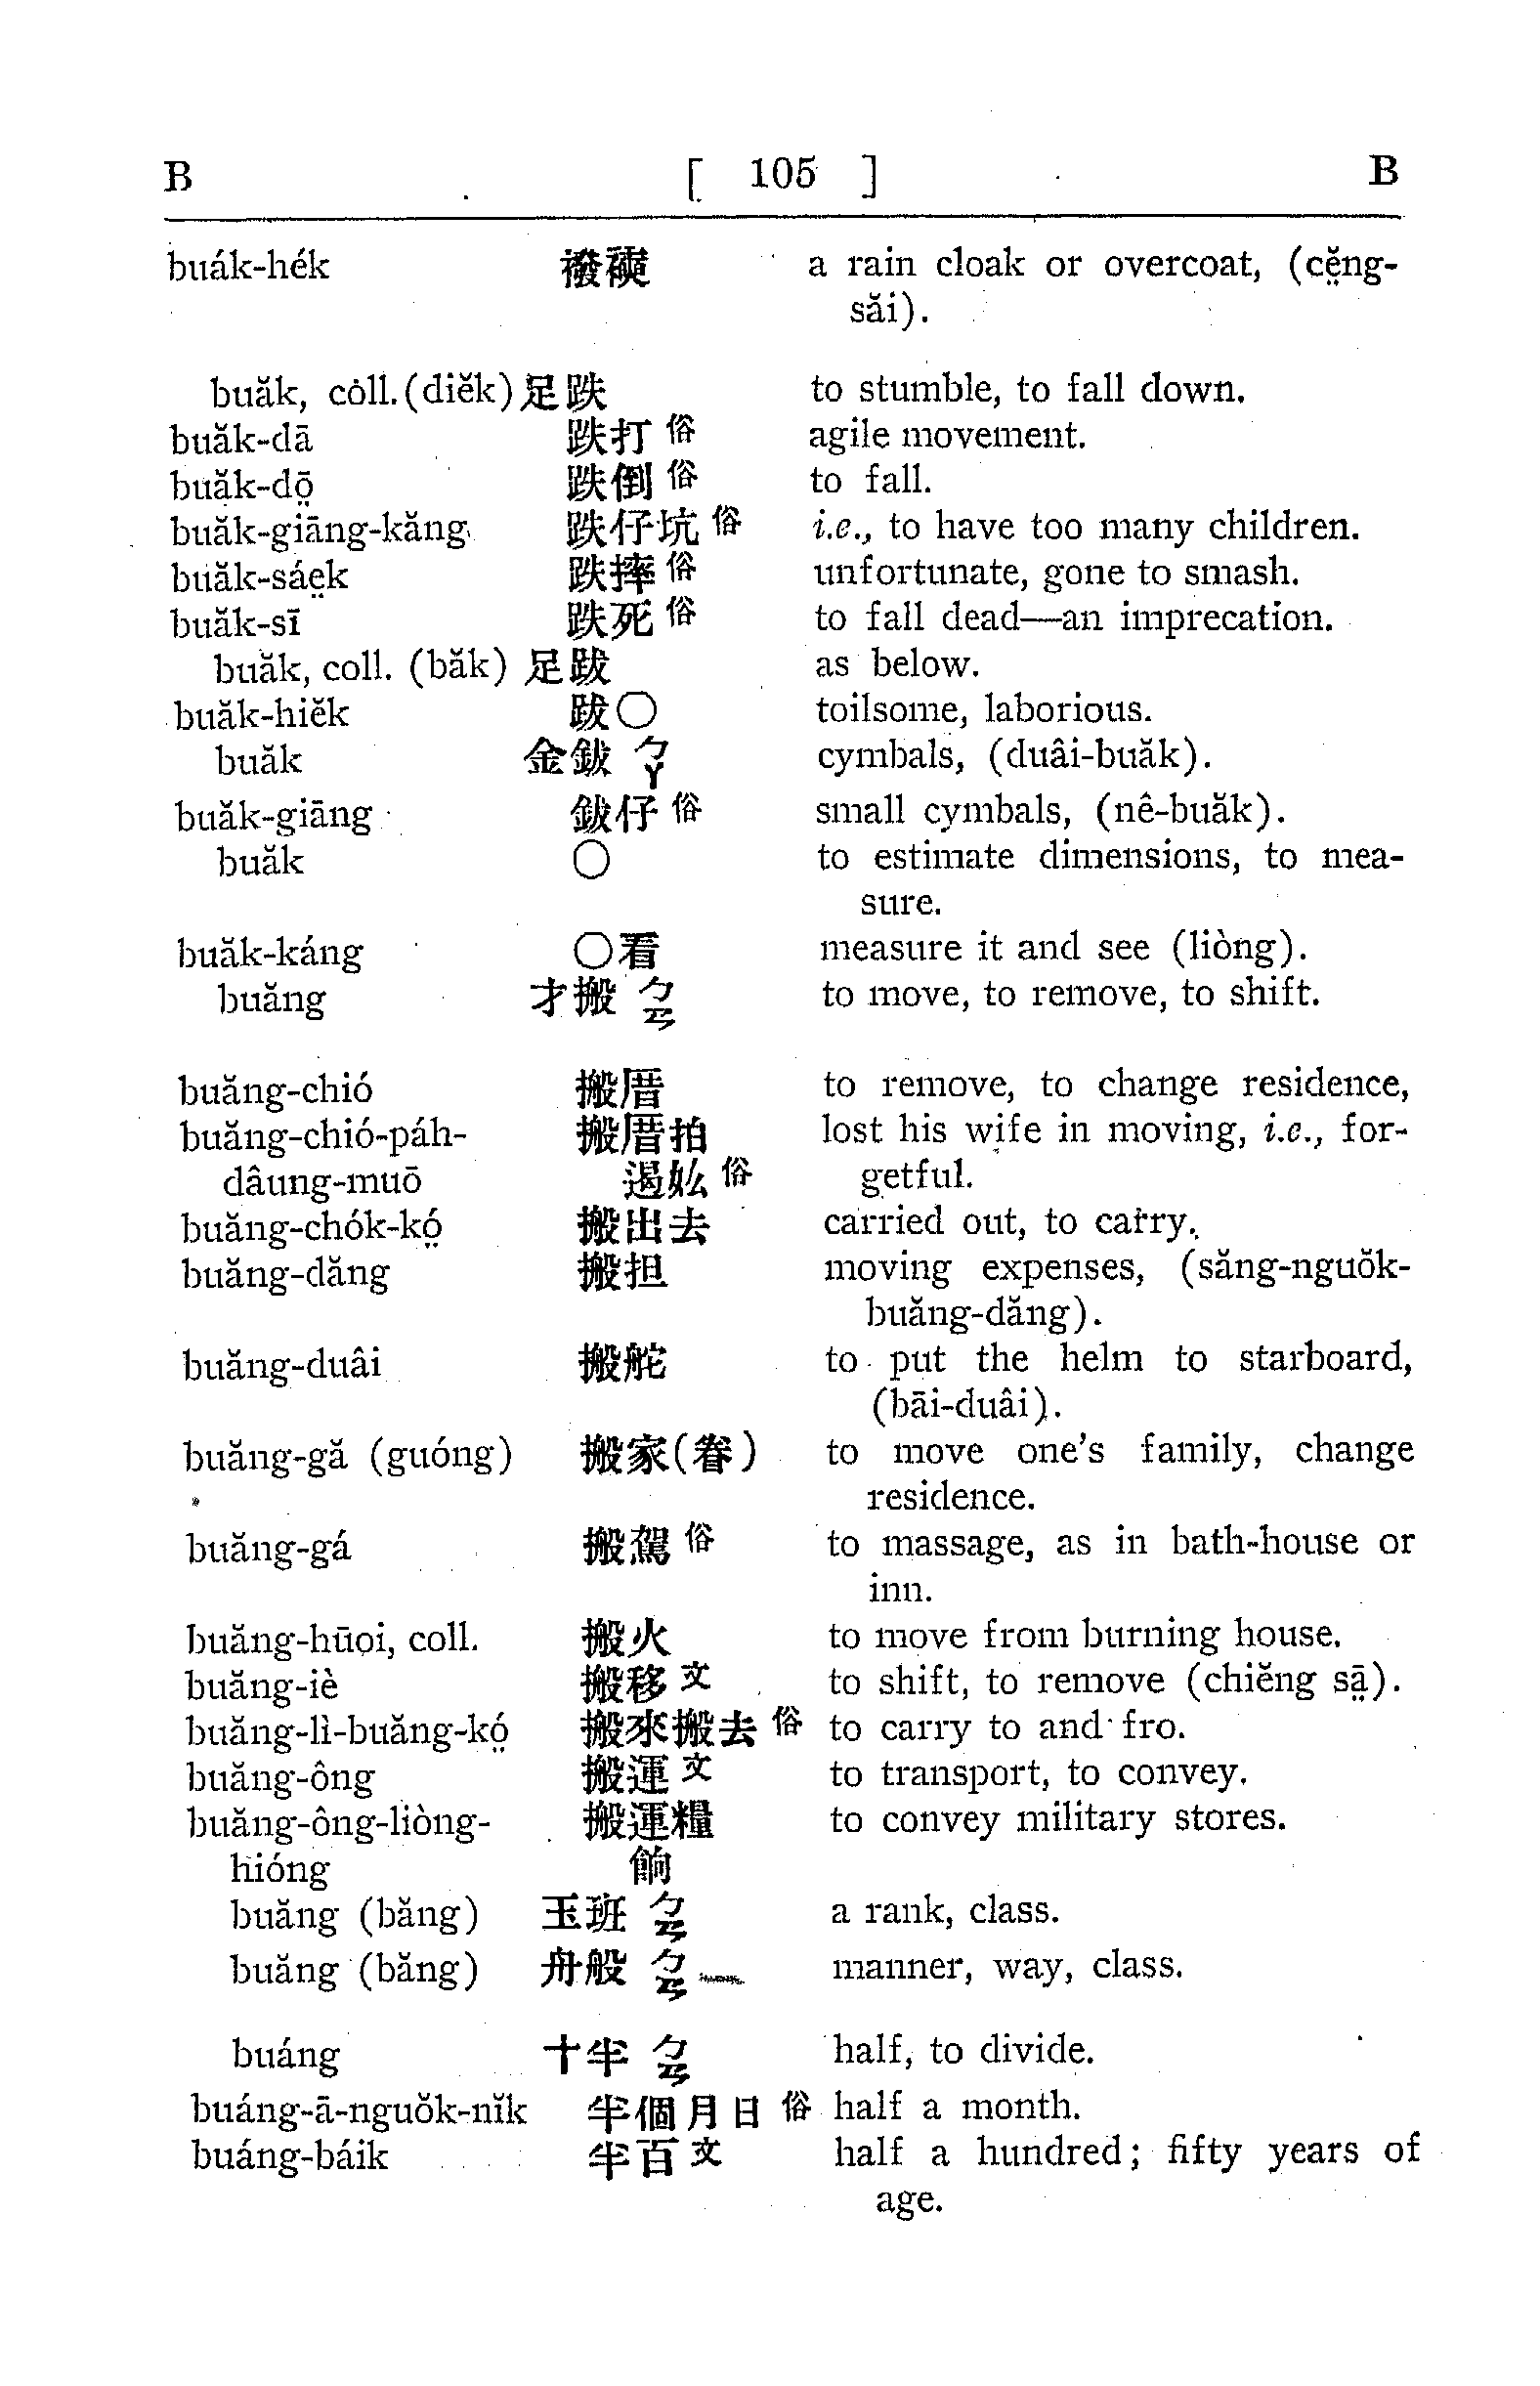 B [ 105 ] B
buák-hék 襏襫 a rain cloak or overcoat, (cĕ̤ng-
săi).
buăk, coll. (diĕk) 足跌 to stumble, to fall down.
buăk-dā 跌打 俗 agile movement.
buăk-dō̤ 跌倒 俗 to fall.
buăk-giāng-kăng 跌仔坑 俗 i.e., to have too many children.
buăk-sáe̤k 跌摔 俗 unfortunate, gone to smash.
buăk-sī 跌死 俗 to fall dead—an imprecation.
buăk, coll. (băk) 足跋 as below.
buăk-hiĕk 跋〇 toilsome, laborious.
buăk 金鈸 ㄅㄚ cymbals, (duâi-buăk).
buăk-giāng 鈸仔 俗 small cymbals, (nê-buăk).
buăk 〇 to estimate dimensions, to mea-
sure.
buăk-káng 〇看 measure it and see (liòng).
buăng 才搬 ㄅㄢ to move, to remove, to shift.
buăng-chió 搬厝 to remove, to change residence,
buăng-chió-páh- 搬厝拍 lost his wife in moving, i.e., for-
dâung-muō 逿妐 俗 getful.
buăng-chók-kó̤ 搬出去 carried out, to carry.
buăng-dăng 搬担 moving expenses, (săng-nguŏk-
buăng-dăng).
buăng-duâi 搬舵 to put the helm to starboard,
(bāi-duâi).
buăng-gă (guóng) 搬家(眷) to move one's family, change
residence.
buăng-gá 搬駕 俗 to massage, as in bath-house or
inn.
buăng-hūọi, coll. 搬火 to move from burning house.
buăng-iè 搬移 文 to shift, to remove (chiĕng sā̤).
buăng-lì-buăng-kó̤ 搬來搬去 俗 to carry to and fro.
buăng-ông 搬運 文 to transport, to convey.
buăng-ông-liòng- 搬運糧 to convey military stores.
hióng 餉
buăng (băng) 玉班 ㄅㄢ a rank, class.
buăng (băng) 舟般 ㄅㄢ manner, way, class.
buáng 十半 ㄅㄢ half, to divide.
buáng-ā-nguŏk-nĭk 半個月日 俗 half a month.
buáng-báik 半百 文 half a hundred; fifty years of
age.